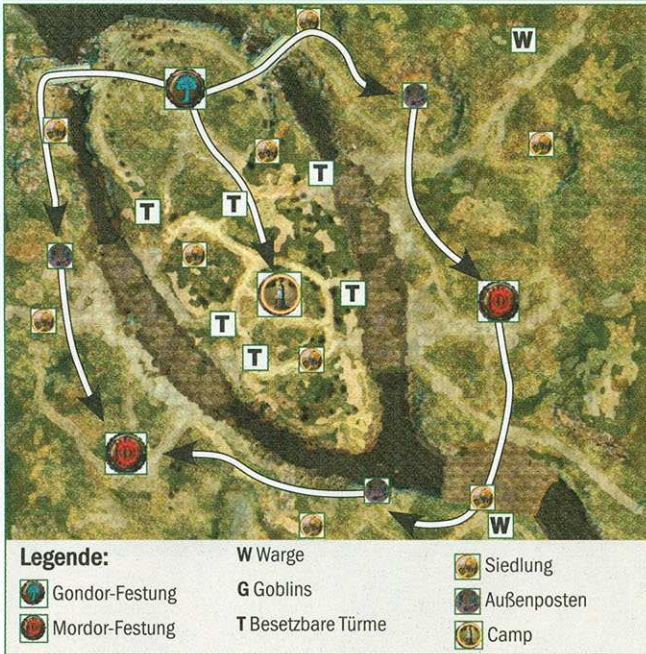 W
T
T
T
T
T
T
W
Legende:
Gondor-Festung
Mordor-Festung
W Warge
G Goblins
T Besetzbare Türme
Siedlung
Außenposten
Camp